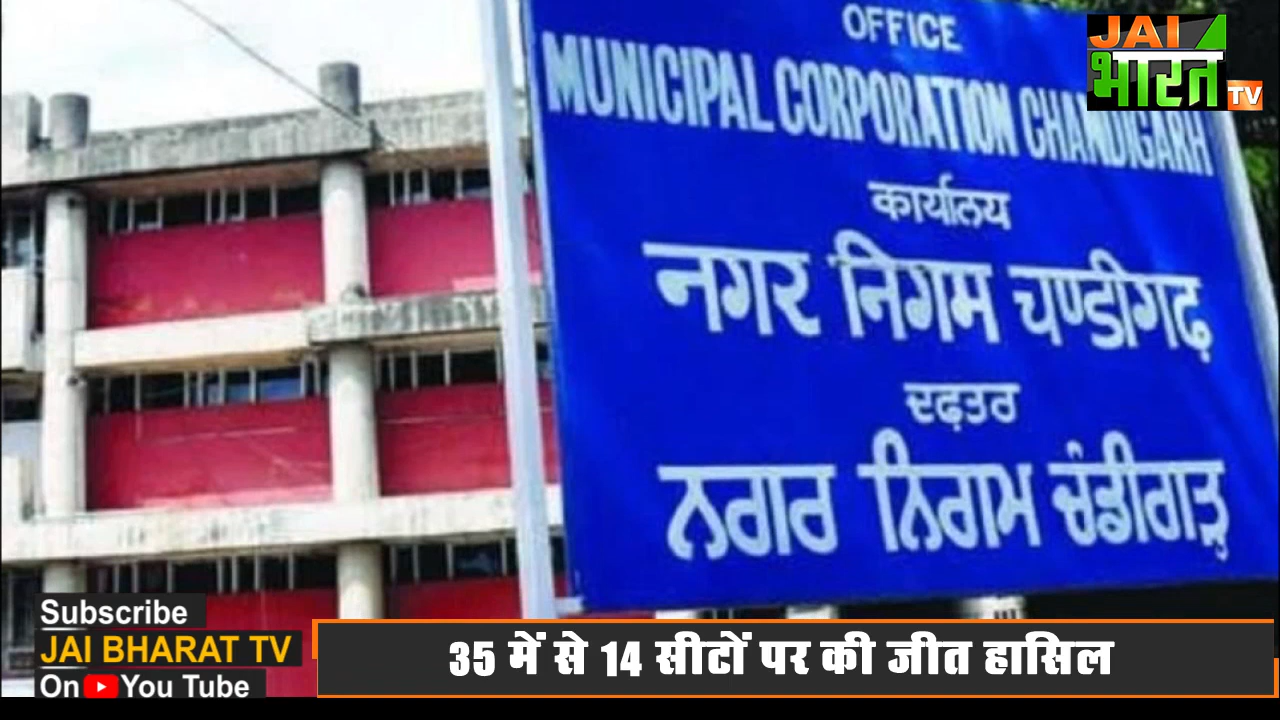 OFFICE
MUNICIPAL CORPORATION CHANDIGARH
कार्यालय
नगर निगम चण्डीगढ़
ਦਫ਼ਤਰ
ਨਗਰ ਨਿਗਮ ਚੰਡੀਗੜ੍ਹ
JAI
भारत
TV
Subscribe
JAI BHARAT TV
On You Tube
35 में से 14 सीटों पर की जीत हासिल